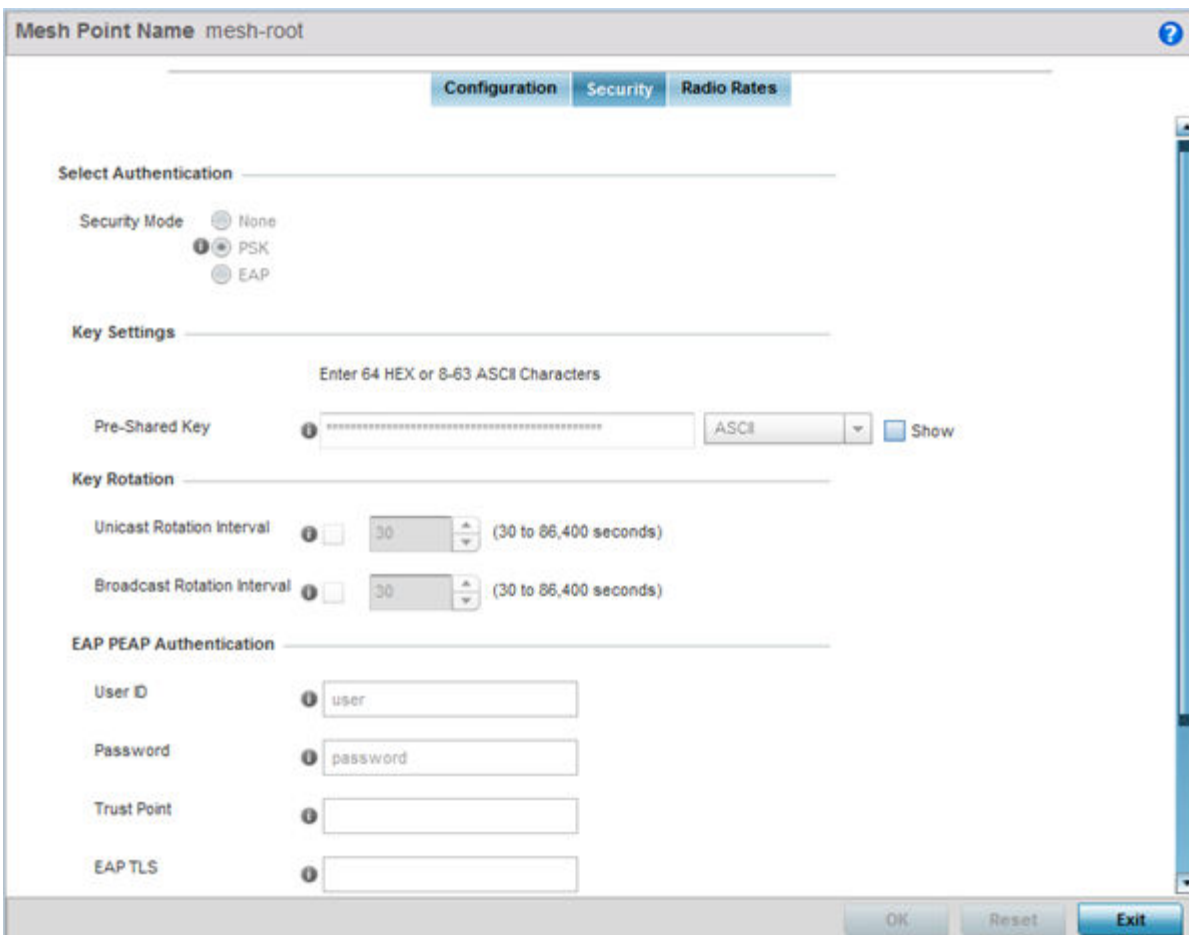 Mesh Point Name mesh-root
Configuration Security Radio Rates
Select Authentication
Security Mode None
PSK
EAP
Key Settings
Enter 64 HEX or 8-63 ASCII Characters
Pre-Shared Key ********************************************** ASCII Show
Key Rotation
Unicast Rotation Interval 30 (30 to 86,400 seconds)
Broadcast Rotation Interval 30 (30 to 86,400 seconds)
EAP PEAP Authentication
User ID user
Password password
Trust Point
EAP TLS
OK Reset Exit